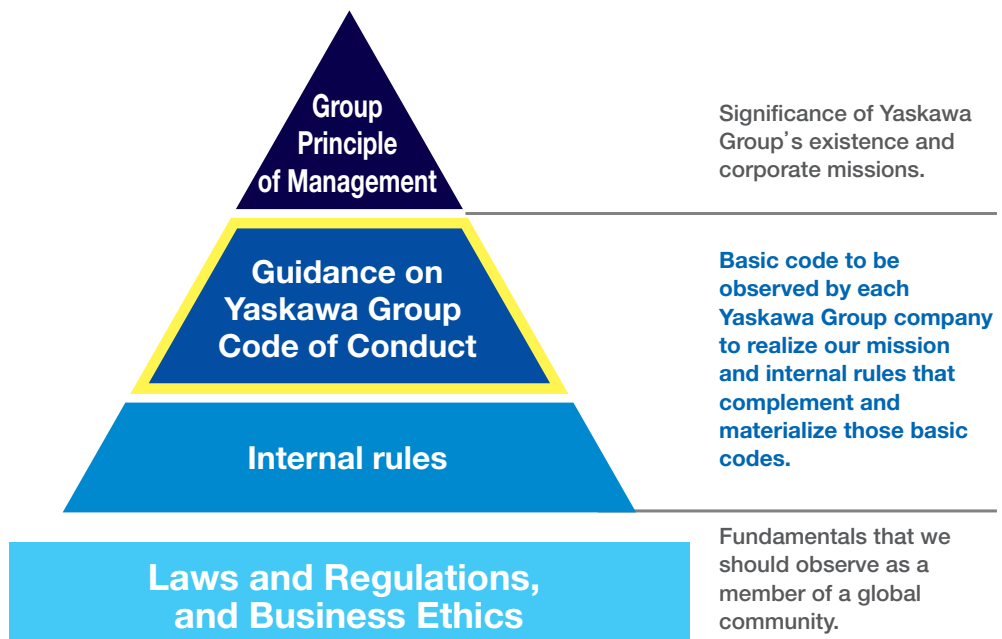 Group
Principle
of Management
Significance of Yaskawa
Group’s existence and
corporate missions.
Guidance on
Yaskawa Group
Code of Conduct
Basic code to be
observed by each
Yaskawa Group company
to realize our mission
and internal rules that
complement and
materialize those basic
codes.
Internal rules
Laws and Regulations,
and Business Ethics
Fundamentals that we
should observe as a
member of a global
community.